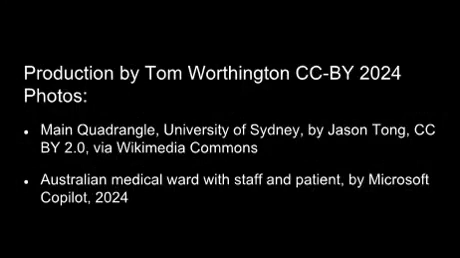 Production by Tom Worthington CC-BY 2024
Photos:
● Main Quadrangle, University of Sydney, by Jason Tong, CC
BY 2.0, via Wikimedia Commons
● Australian medical ward with staff and patient, by Microsoft
Copilot, 2024